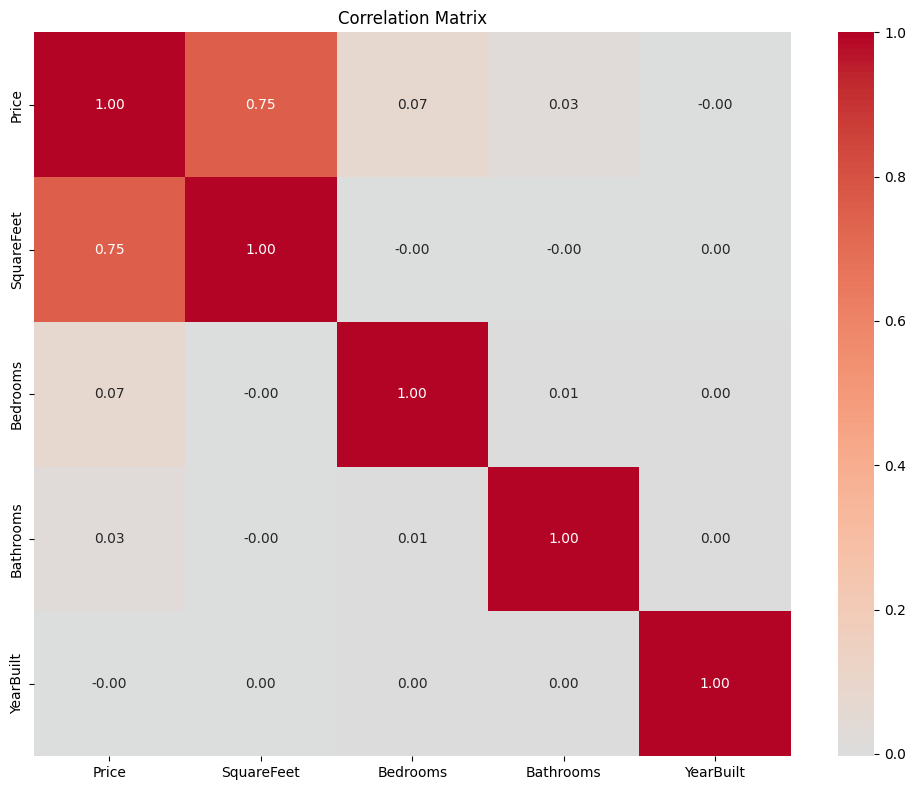 Correlation Matrix
Price 1.00 0.75 0.07 0.03 -0.00
SquareFeet 0.75 1.00 -0.00 -0.00 0.00
Bedrooms 0.07 -0.00 1.00 0.01 0.00
Bathrooms 0.03 -0.00 0.01 1.00 0.00
YearBuilt -0.00 0.00 0.00 0.00 1.00
Price SquareFeet Bedrooms Bathrooms YearBuilt
1.0
0.8
0.6
0.4
0.2
0.0